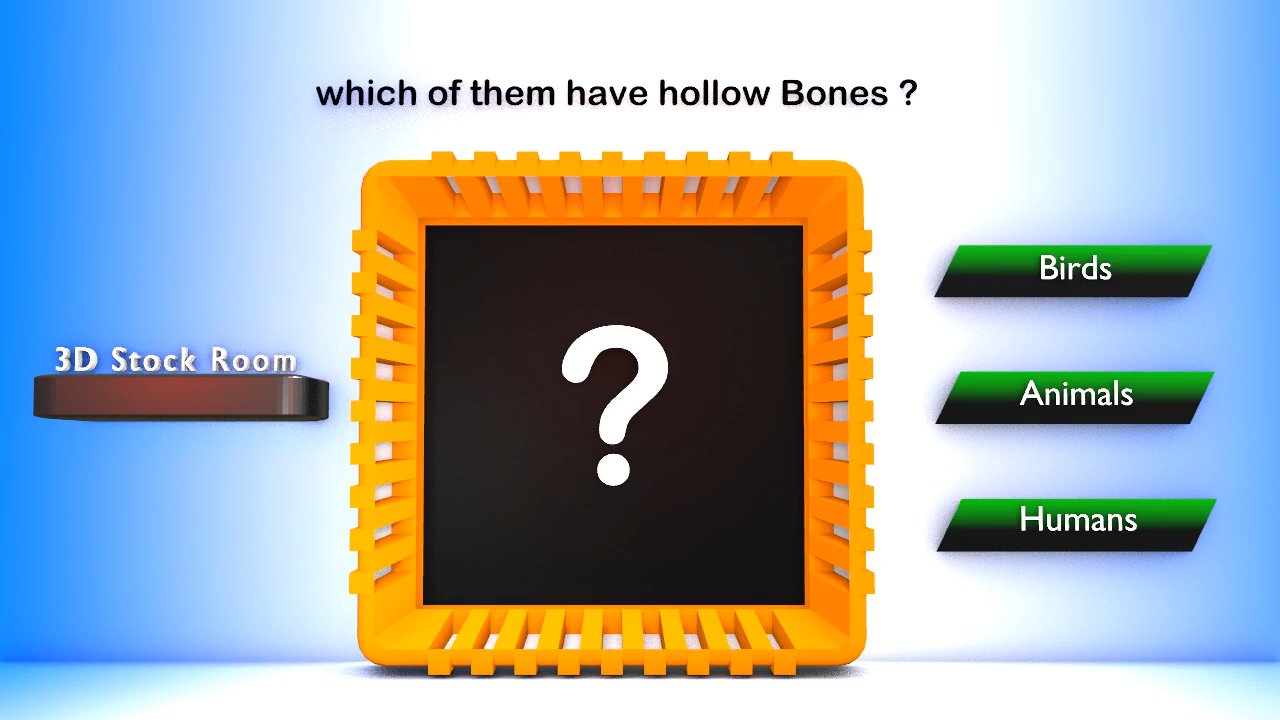 which of them have hollow Bones ?
3D Stock Room
?
Birds
Animals
Humans